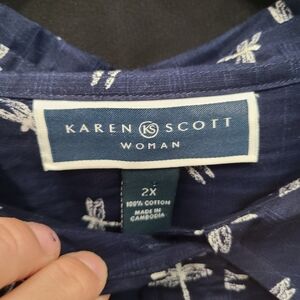 KAREN KS SCOTT
WOMAN
2X
100% COTTON
MADE IN
CAMBODIA